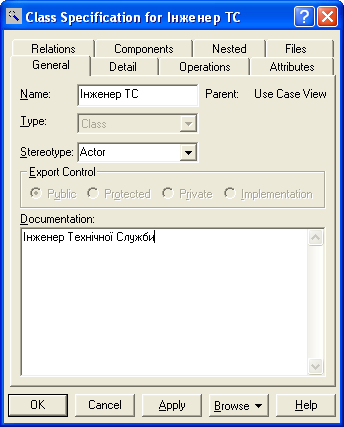 Class Specification for Інженер ТС
Relations Components Nested Files
General Detail Operations Attributes
Name: Інженер ТС Parent: Use Case View
Type: Class
Stereotype: Actor
Export Control
Public Protected Private Implementation
Documentation:
Інженер Технічної Служби
OK Cancel Apply Browse Help